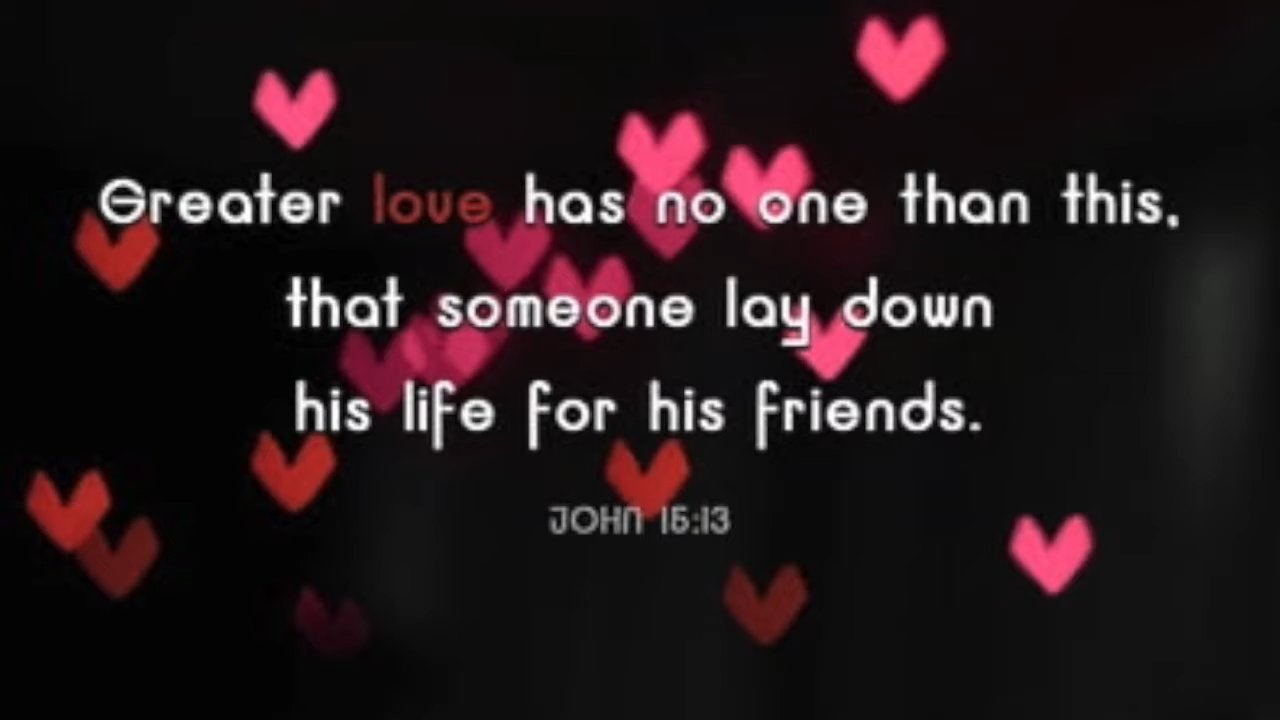 Greater love has no one than this,
that someone lay down
his life for his friends.
JOHN 15:13